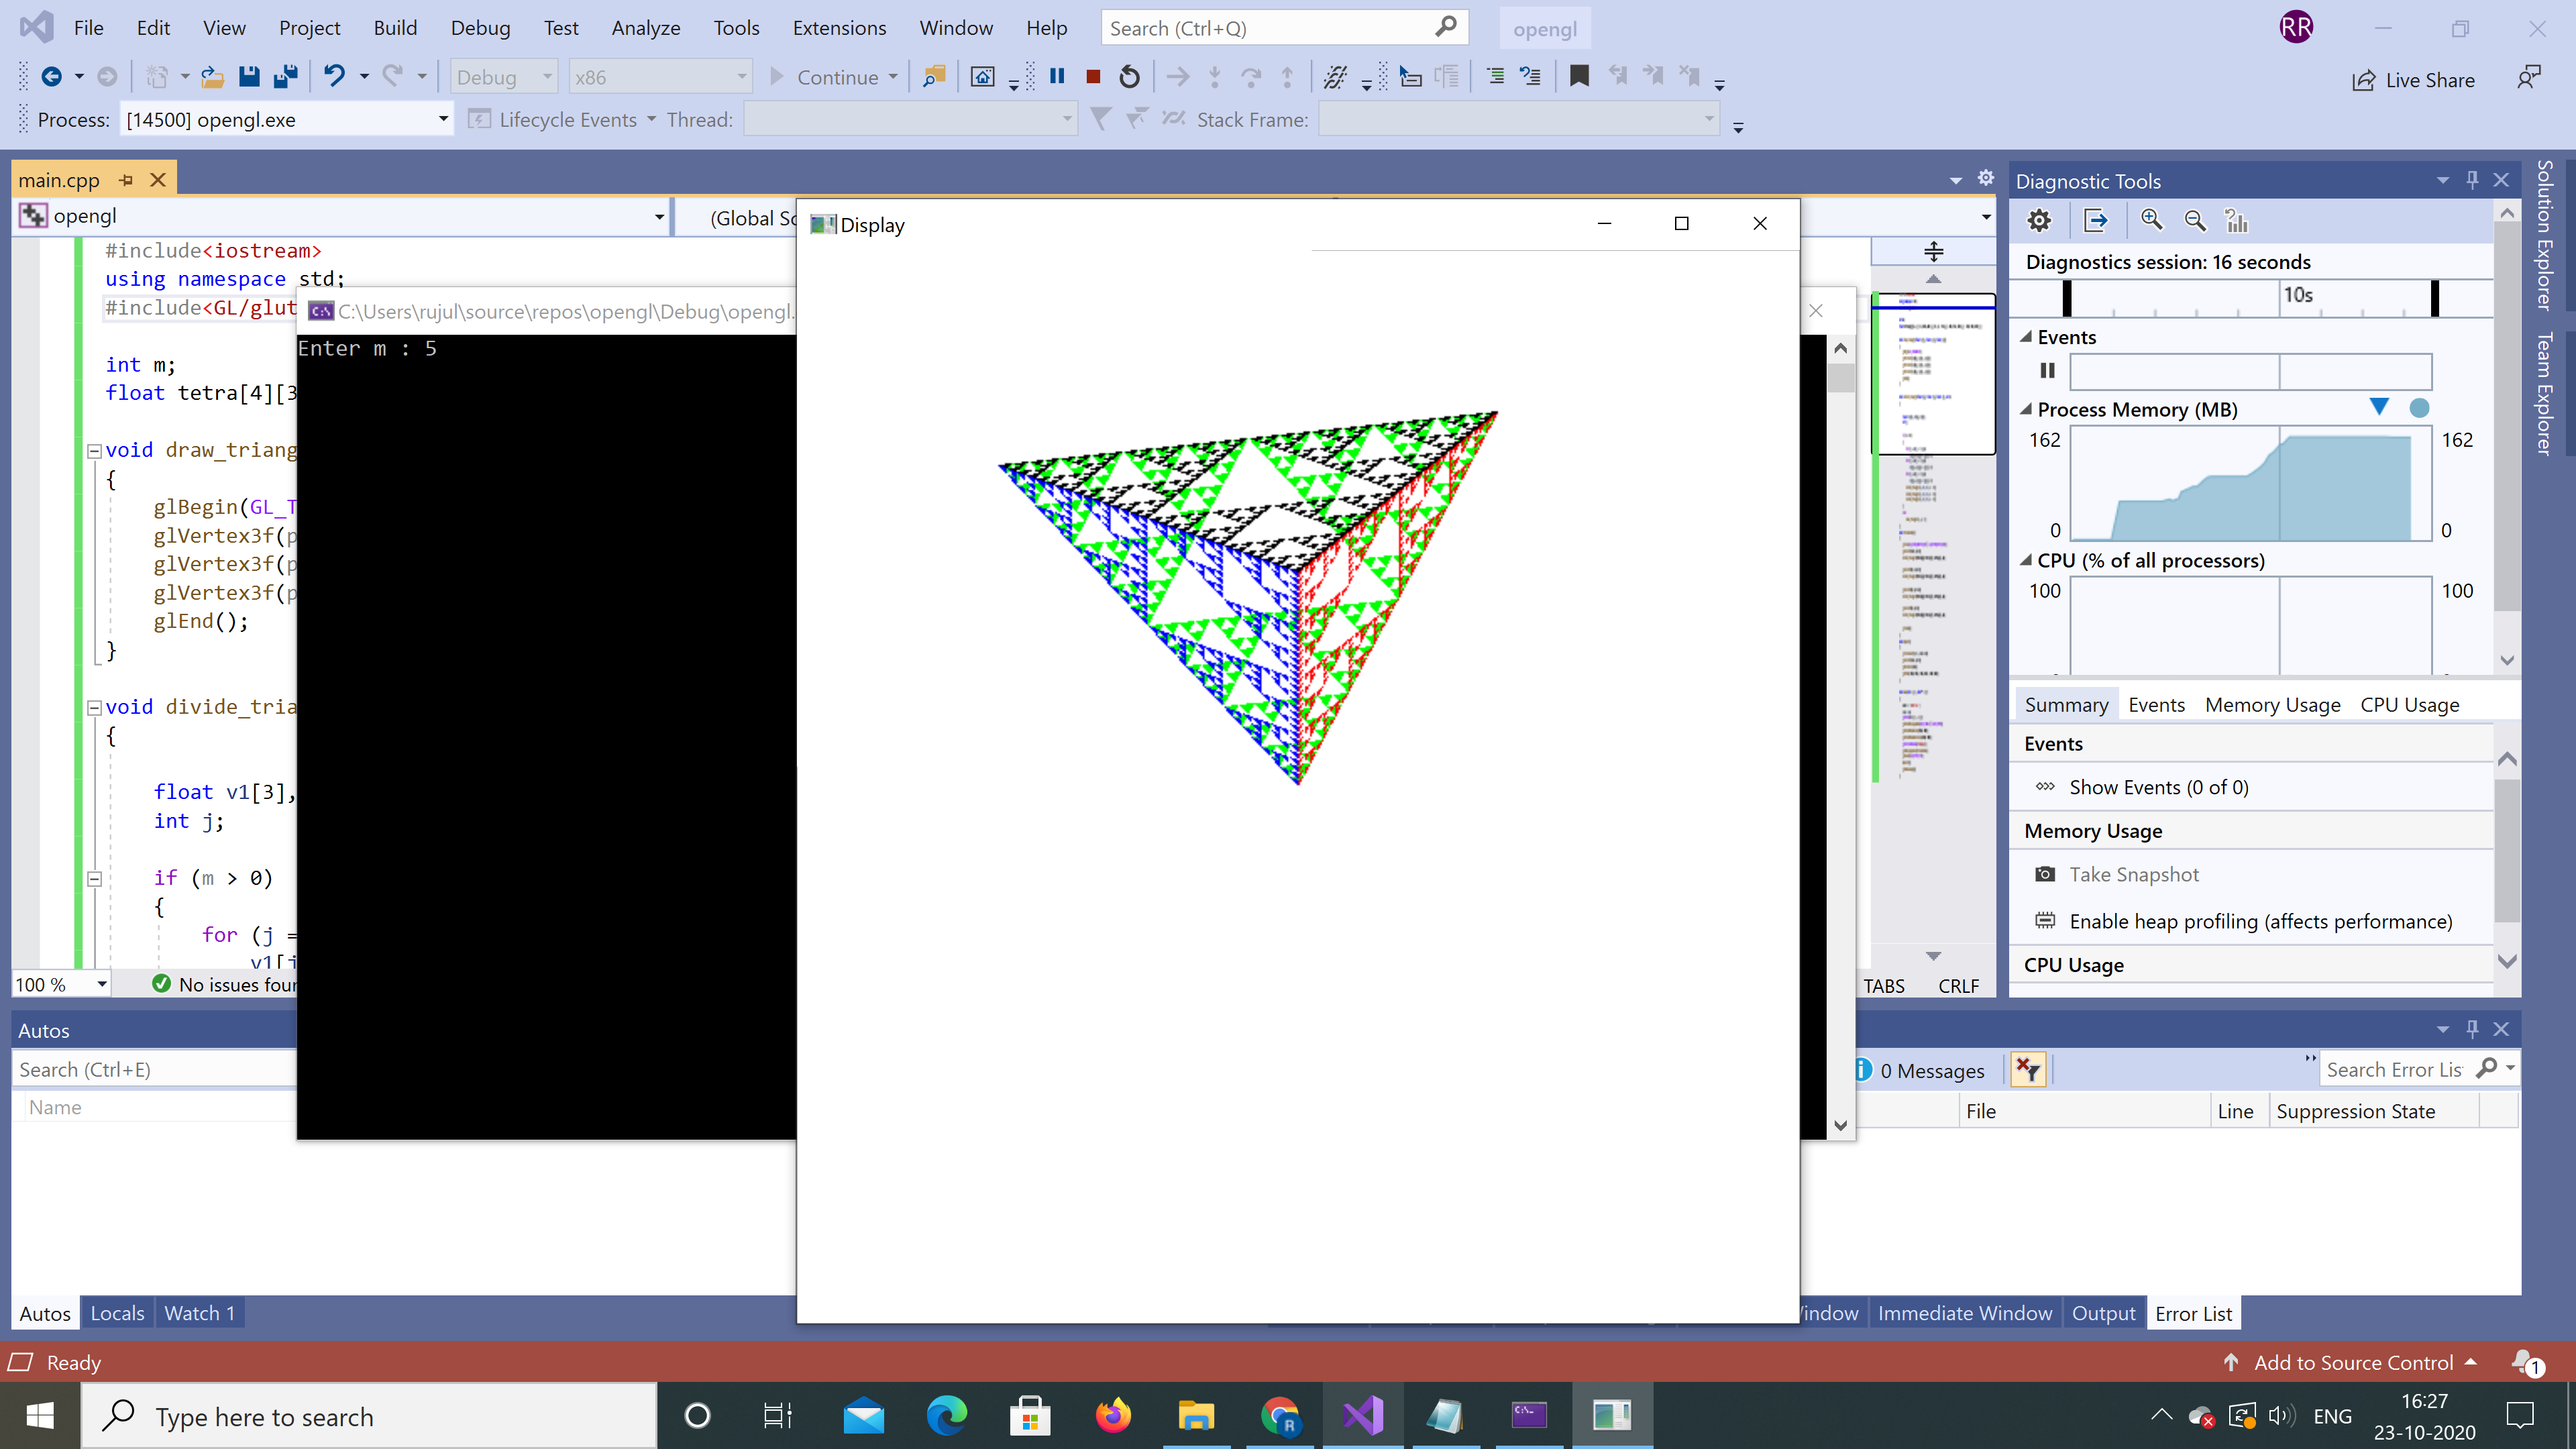 File Edit View Project Build Debug Test Analyze Tools Extensions Window Help Search (Ctrl+Q) opengl RR
Debug x86 Continue Live Share
Process: [14500] opengl.exe Lifecycle Events Thread: Stack Frame:
main.cpp
opengl (Global Sc
#include<iostream>
using namespace std;
#include<GL/glut
int m;
float tetra[4][3
void draw_triang
{
glBegin(GL_T
glVertex3f(p
glVertex3f(p
glVertex3f(p
glEnd();
}
void divide_tria
{
float v1[3],
int j;
if (m > 0)
{
for (j =
v1[j
100 % No issues foun
TABS CRLF
C:\Users\rujul\source\repos\opengl\Debug\opengl.
Enter m : 5
Display
Diagnostic Tools
Diagnostics session: 16 seconds
10s
Events
Process Memory (MB)
162 162
0 0
CPU (% of all processors)
100 100
Summary Events Memory Usage CPU Usage
Events
Show Events (0 of 0)
Memory Usage
Take Snapshot
Enable heap profiling (affects performance)
CPU Usage
Solution Explorer
Team Explorer
Autos
Search (Ctrl+E)
Name
0 Messages Search Error Lis
File Line Suppression State
Autos Locals Watch 1
Window Immediate Window Output Error List
Ready Add to Source Control 1
Type here to search
ENG 16:27
23-10-2020